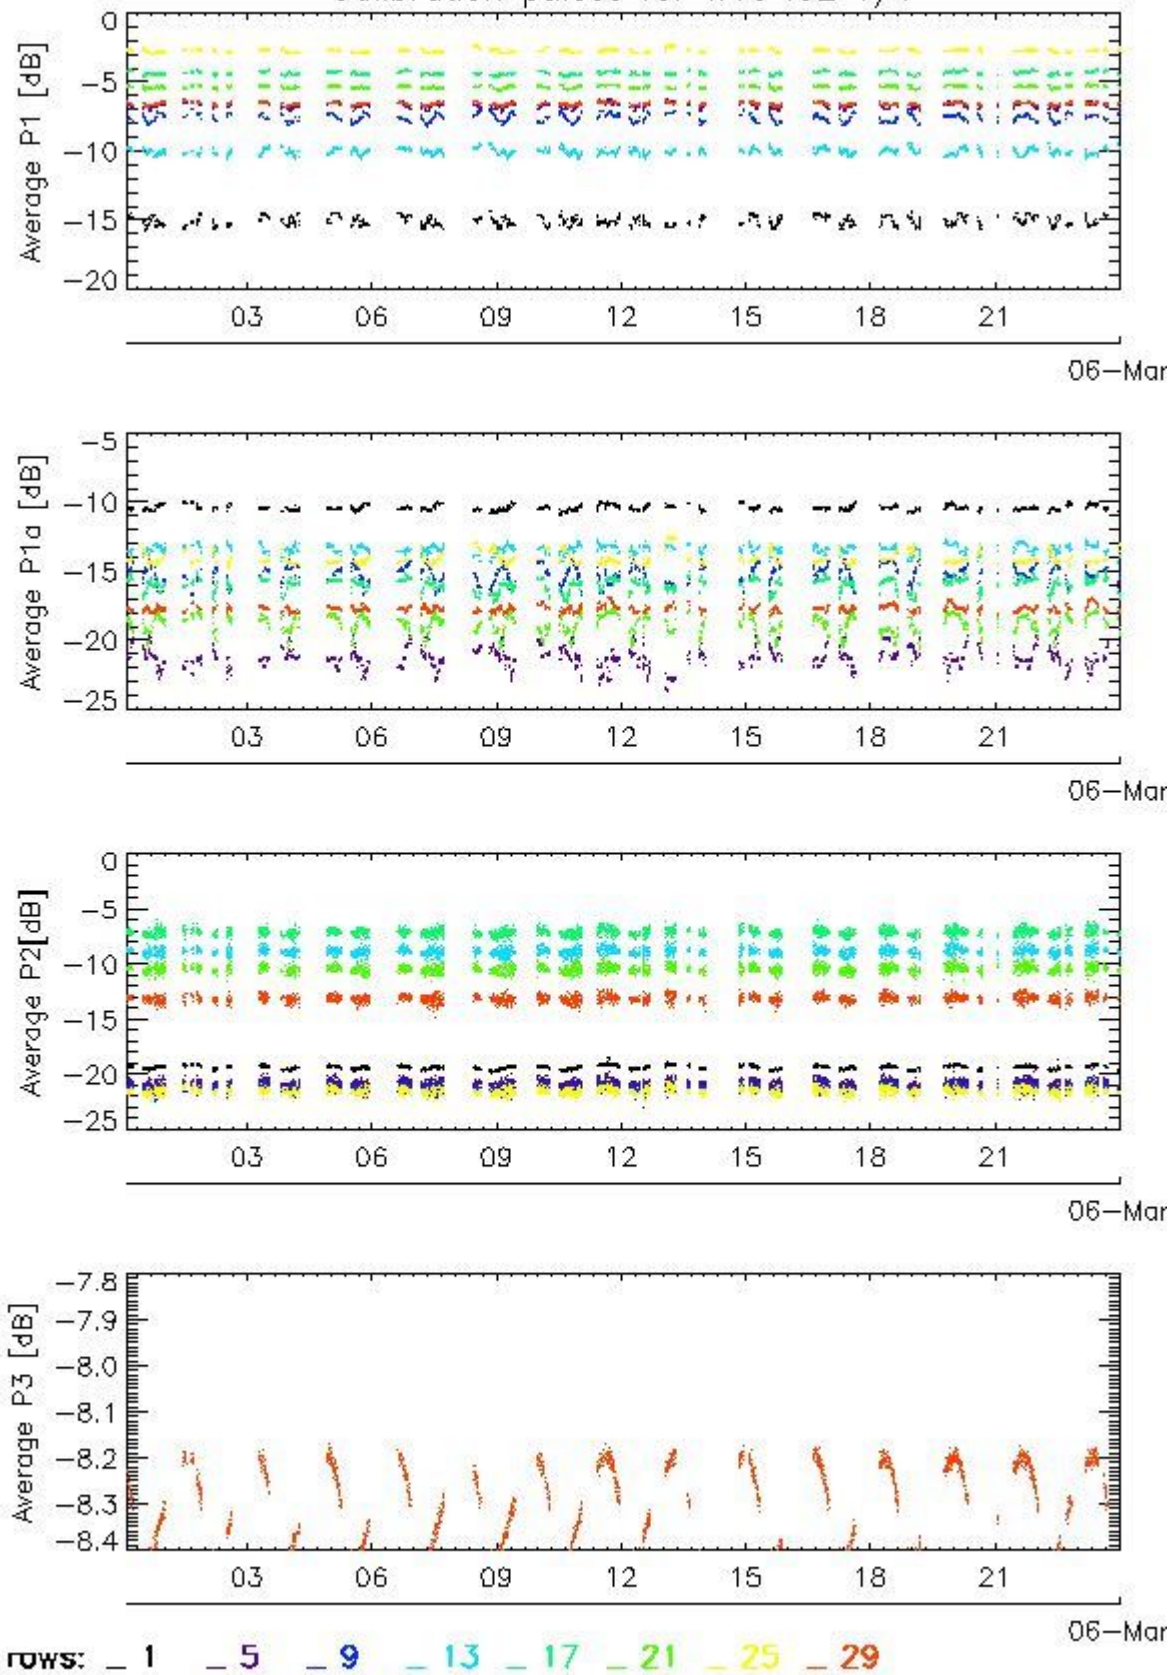 0
-5
-10
-15
-20
Average P1 [dB]
03 06 09 12 15 18 21
06-Mar
-5
-10
-15
-20
-25
Average P1a [dB]
03 06 09 12 15 18 21
06-Mar
0
-5
-10
-15
-20
-25
Average P2[dB]
03 06 09 12 15 18 21
06-Mar
-7.8
-7.9
-8.0
-8.1
-8.2
-8.3
-8.4
Average P3 [dB]
03 06 09 12 15 18 21
06-Mar
rows: _ 1 _ 5 _ 9 _ 13 _ 17 _ 21 _ 25 _ 29